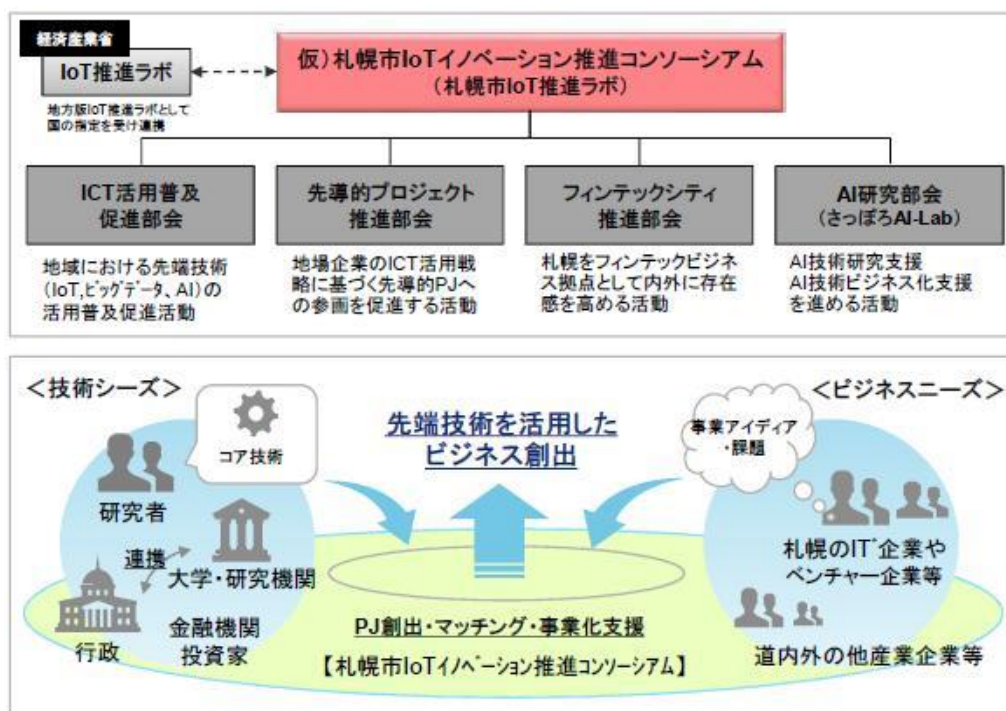 経済産業省
IoT推進ラボ
地方版IoT推進ラボとして
国の指定を受け連携
仮）札幌市IoTイノベーション推進コンソーシアム
（札幌市IoT推進ラボ）
ICT活用普及
促進部会
地域における先端技術
（IoT,ﾋﾞｯｸﾞﾃﾞｰﾀ、AI）の
活用普及促進活動
先導的プロジェクト
推進部会
地場企業のICT活用戦
略に基づく先導的PJへ
の参画を促進する活動
フィンテックシティ
推進部会
札幌をフィンテックビジネ
ス拠点として内外に存在
感を高める活動
AI研究部会
（さっぽろAI-Lab）
AI技術研究支援
AI技術ビジネス化支援
を進める活動
＜技術シーズ＞
コア技術
研究者
連携
大学・研究機関
行政
金融機関
投資家
先端技術を活用した
ビジネス創出
PJ創出・マッチング・事業化支援
【札幌市IoTイノベーション推進コンソーシアム】
＜ビジネスニーズ＞
事業アイディア
・課題
札幌のIT企業や
ベンチャー企業等
道内外の他産業企業等